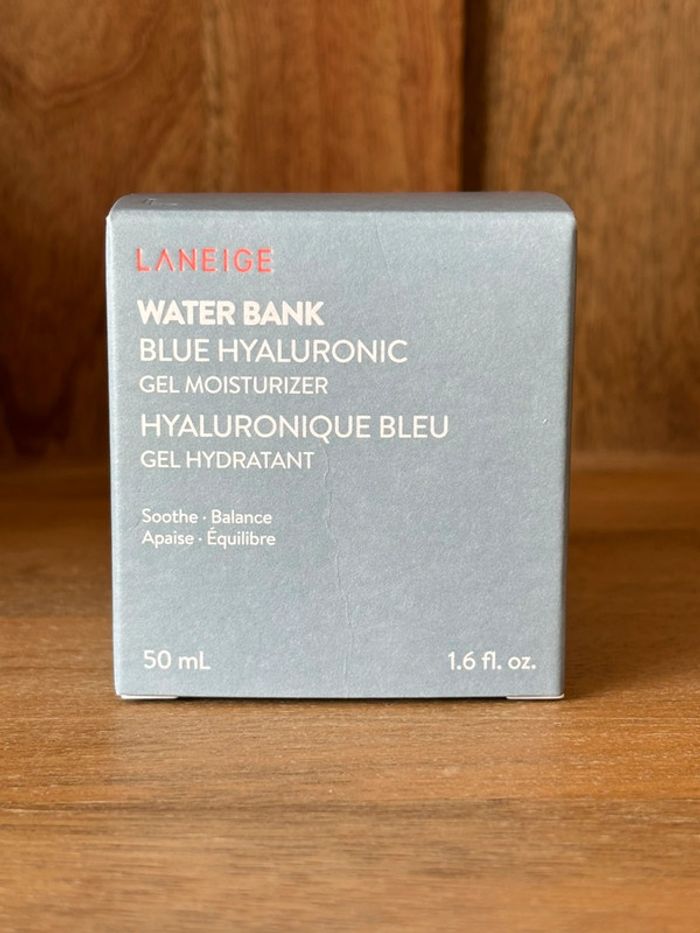 LANEIGE
WATER BANK
BLUE HYALURONIC
GEL MOISTURIZER
HYALURONIQUE BLEU
GEL HYDRATANT
Soothe · Balance
Apaise · Équilibre
50 mL 1.6 fl. oz.